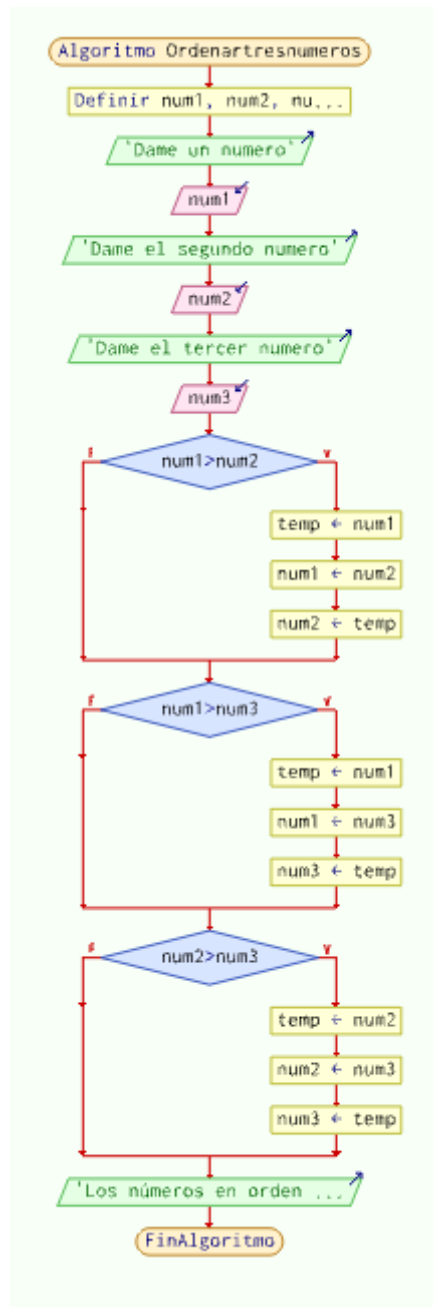 Algoritmo Ordenartresnumeros
Definir num1, num2, nu...
'Dame un numero'
num1
'Dame el segundo numero'
num2
'Dame el tercer numero'
num3
num1>num2
F
V
temp ← num1
num1 ← num2
num2 ← temp
num1>num3
F
V
temp ← num1
num1 ← num3
num3 ← temp
num2>num3
F
V
temp ← num2
num2 ← num3
num3 ← temp
'Los números en orden ...
FinAlgoritmo